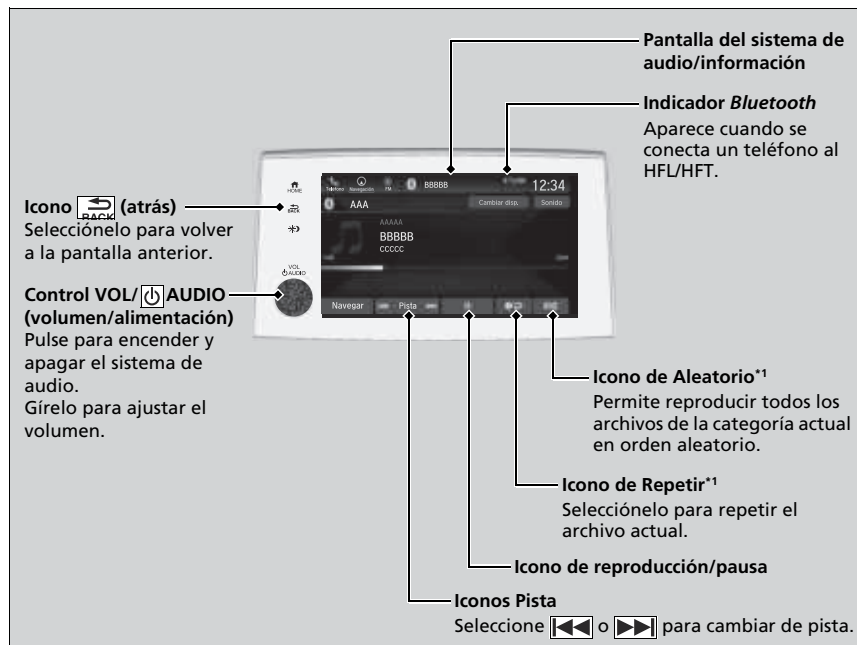 Pantalla del sistema de
audio/información
Indicador Bluetooth
Aparece cuando se
conecta un teléfono al
HFL/HFT.
Icono BACK (atrás)
Selecciónelo para volver
a la pantalla anterior.
Control VOL/ AUDIO
(volumen/alimentación)
Pulse para encender y
apagar el sistema de
audio.
Gírelo para ajustar el
volumen.
HOME
BACK
VOL
AUDIO
Teléfono Navegación FM BBBBB 12:34
AAA Cambiar disp. Sonido
AAAAA
BBBBB
CCCCC
Navegar Pista
Icono de Aleatorio*1
Permite reproducir todos los
archivos de la categoría actual
en orden aleatorio.
Icono de Repetir*1
Selecciónelo para repetir el
archivo actual.
Icono de reproducción/pausa
Iconos Pista
Seleccione o para cambiar de pista.